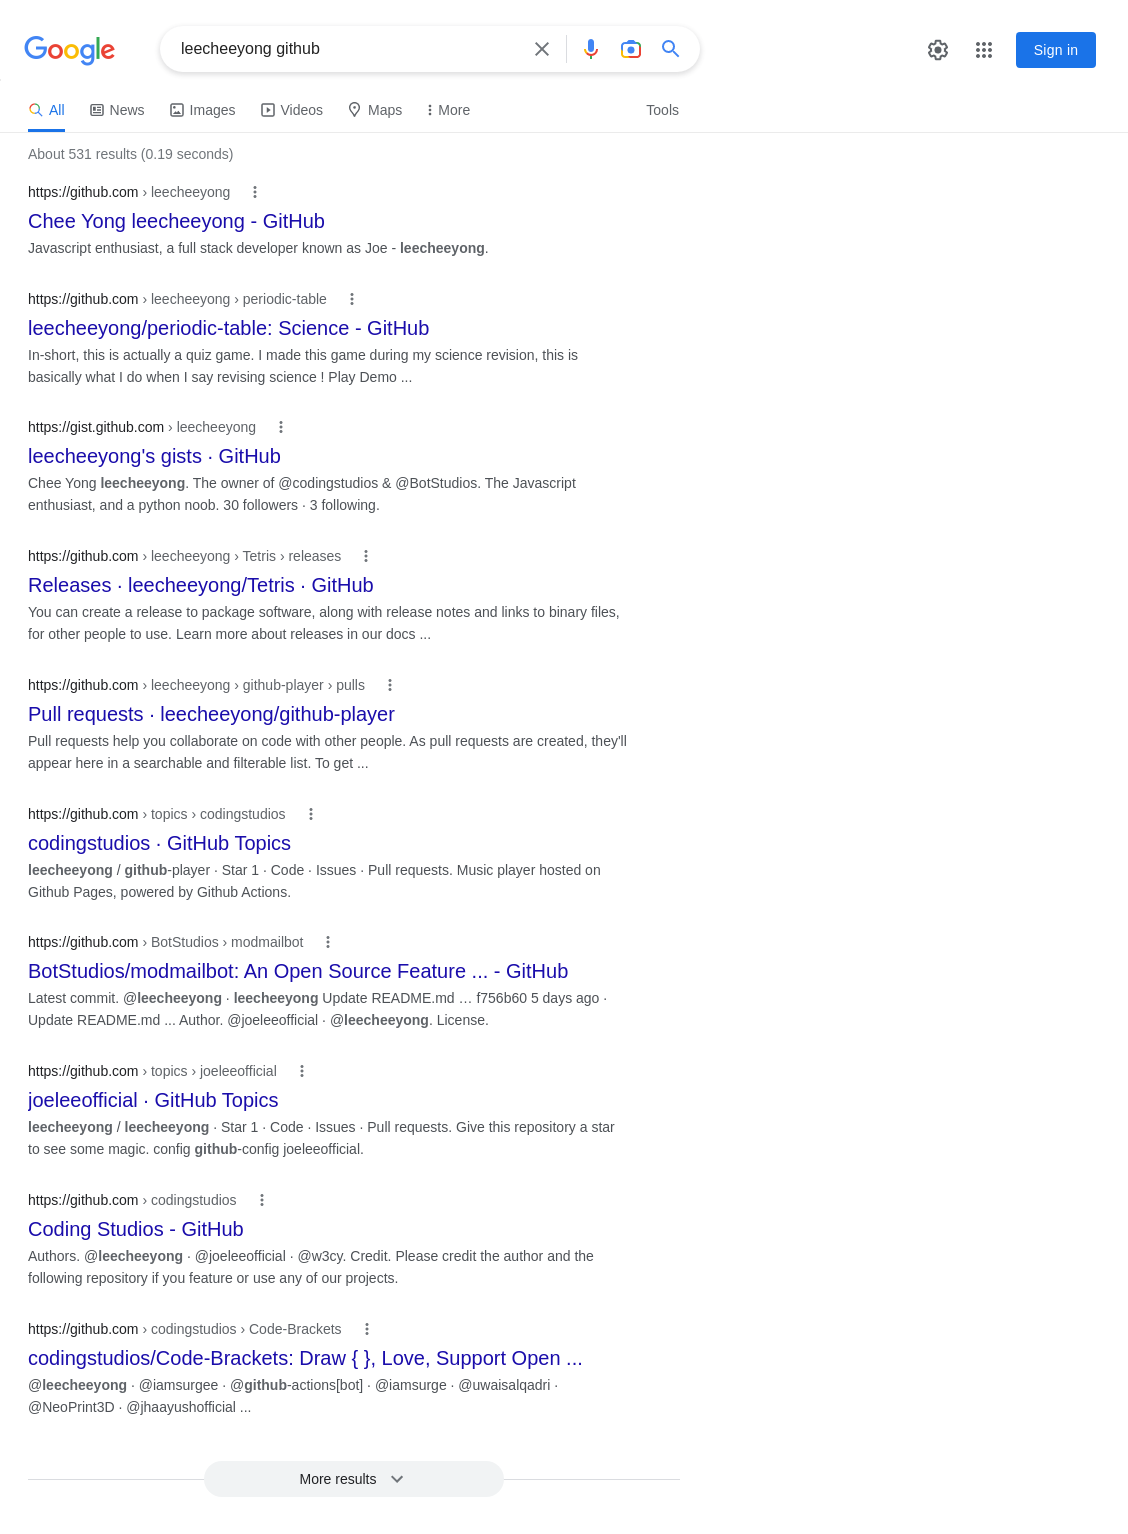 Google
leecheeyong github
Sign in
All News Images Videos Maps More Tools
About 531 results (0.19 seconds)
https://github.com › leecheeyong
Chee Yong leecheeyong - GitHub
Javascript enthusiast, a full stack developer known as Joe - leecheeyong.
https://github.com › leecheeyong › periodic-table
leecheeyong/periodic-table: Science - GitHub
In-short, this is actually a quiz game. I made this game during my science revision, this is
basically what I do when I say revising science ! Play Demo ...
https://gist.github.com › leecheeyong
leecheeyong's gists · GitHub
Chee Yong leecheeyong. The owner of @codingstudios & @BotStudios. The Javascript
enthusiast, and a python noob. 30 followers · 3 following.
https://github.com › leecheeyong › Tetris › releases
Releases · leecheeyong/Tetris · GitHub
You can create a release to package software, along with release notes and links to binary files,
for other people to use. Learn more about releases in our docs ...
https://github.com › leecheeyong › github-player › pulls
Pull requests · leecheeyong/github-player
Pull requests help you collaborate on code with other people. As pull requests are created, they'll
appear here in a searchable and filterable list. To get ...
https://github.com › topics › codingstudios
codingstudios · GitHub Topics
leecheeyong / github-player · Star 1 · Code · Issues · Pull requests. Music player hosted on
Github Pages, powered by Github Actions.
https://github.com › BotStudios › modmailbot
BotStudios/modmailbot: An Open Source Feature ... - GitHub
Latest commit. @leecheeyong · leecheeyong Update README.md … f756b60 5 days ago ·
Update README.md ... Author. @joeleeofficial · @leecheeyong. License.
https://github.com › topics › joeleeofficial
joeleeofficial · GitHub Topics
leecheeyong / leecheeyong · Star 1 · Code · Issues · Pull requests. Give this repository a star
to see some magic. config github-config joeleeofficial.
https://github.com › codingstudios
Coding Studios - GitHub
Authors. @leecheeyong · @joeleeofficial · @w3cy. Credit. Please credit the author and the
following repository if you feature or use any of our projects.
https://github.com › codingstudios › Code-Brackets
codingstudios/Code-Brackets: Draw { }, Love, Support Open ...
@leecheeyong · @iamsurgee · @github-actions[bot] · @iamsurge · @uwaisalqadri ·
@NeoPrint3D · @jhaayushofficial ...
More results